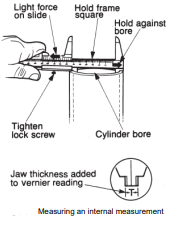 Light force
on slide
Hold frame
square
Hold against
bore
Tighten
lock screw
Cylinder bore
Jaw thickness added
to vernier reading
T
Measuring an internal measurement